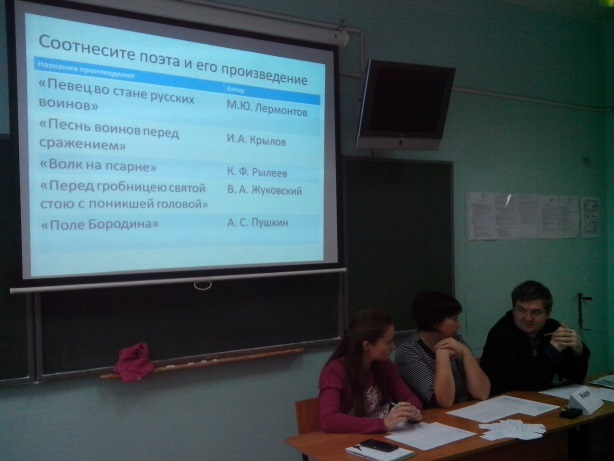 Соотнесите поэта и его произведение
Название произведения Автор
«Певец во стане русских воинов» М.Ю. Лермонтов
«Песнь воинов перед сражением» И.А. Крылов
«Волк на псарне» К. Ф. Рылеев
«Перед гробницею святой стою с поникшей головой» В. А. Жуковский
«Поле Бородина» А. С. Пушкин